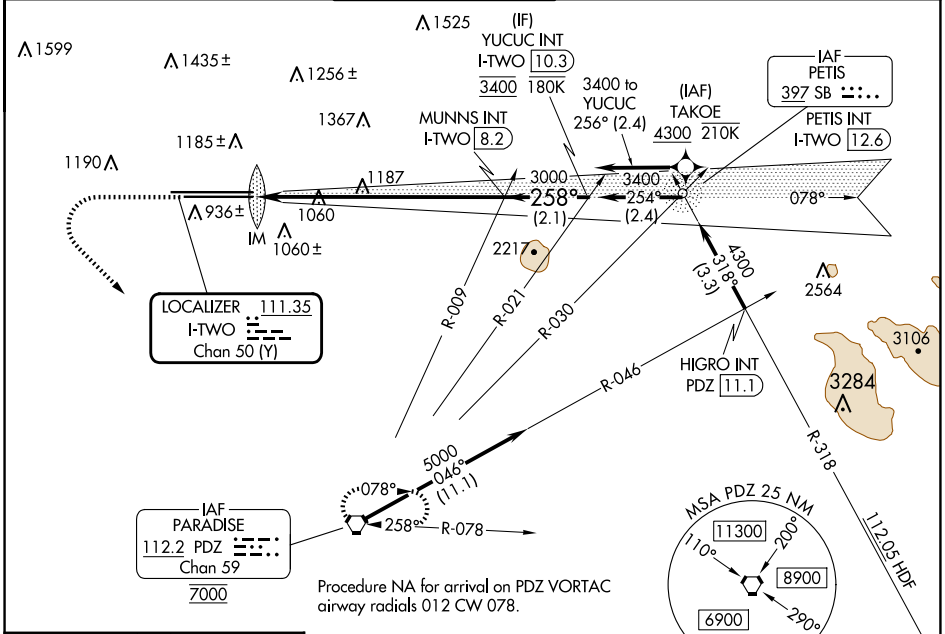 1525
1599
1435±
1256±
1367
1185±
1190
1187
936±
1060
1060±
IM
(IF)
YUCUC INT
I-TWO 10.3
3400 180K
MUNNS INT
I-TWO 8.2
3400 to
YUCUC
256° (2.4)
(IAF)
TAKOE
4300 210K
IAF
PETIS
397 SB
PETIS INT
I-TWO 12.6
3000
258°
(2.1)
3400
254°
(2.4)
078°
2217
R-009
R-021
R-030
4300
318°
(3.3)
2564
3106
3284
LOCALIZER 111.35
I-TWO
Chan 50 (Y)
HIGRO INT
PDZ 11.1
R-046
R-318
112.05 HDF
5000
046°
(11.1)
078°
258°
R-078
IAF
PARADISE
112.2 PDZ
Chan 59
7000
Procedure NA for arrival on PDZ VORTAC
airway radials 012 CW 078.
MSA PDZ 25 NM
11300
110°
200°
8900
6900
290°